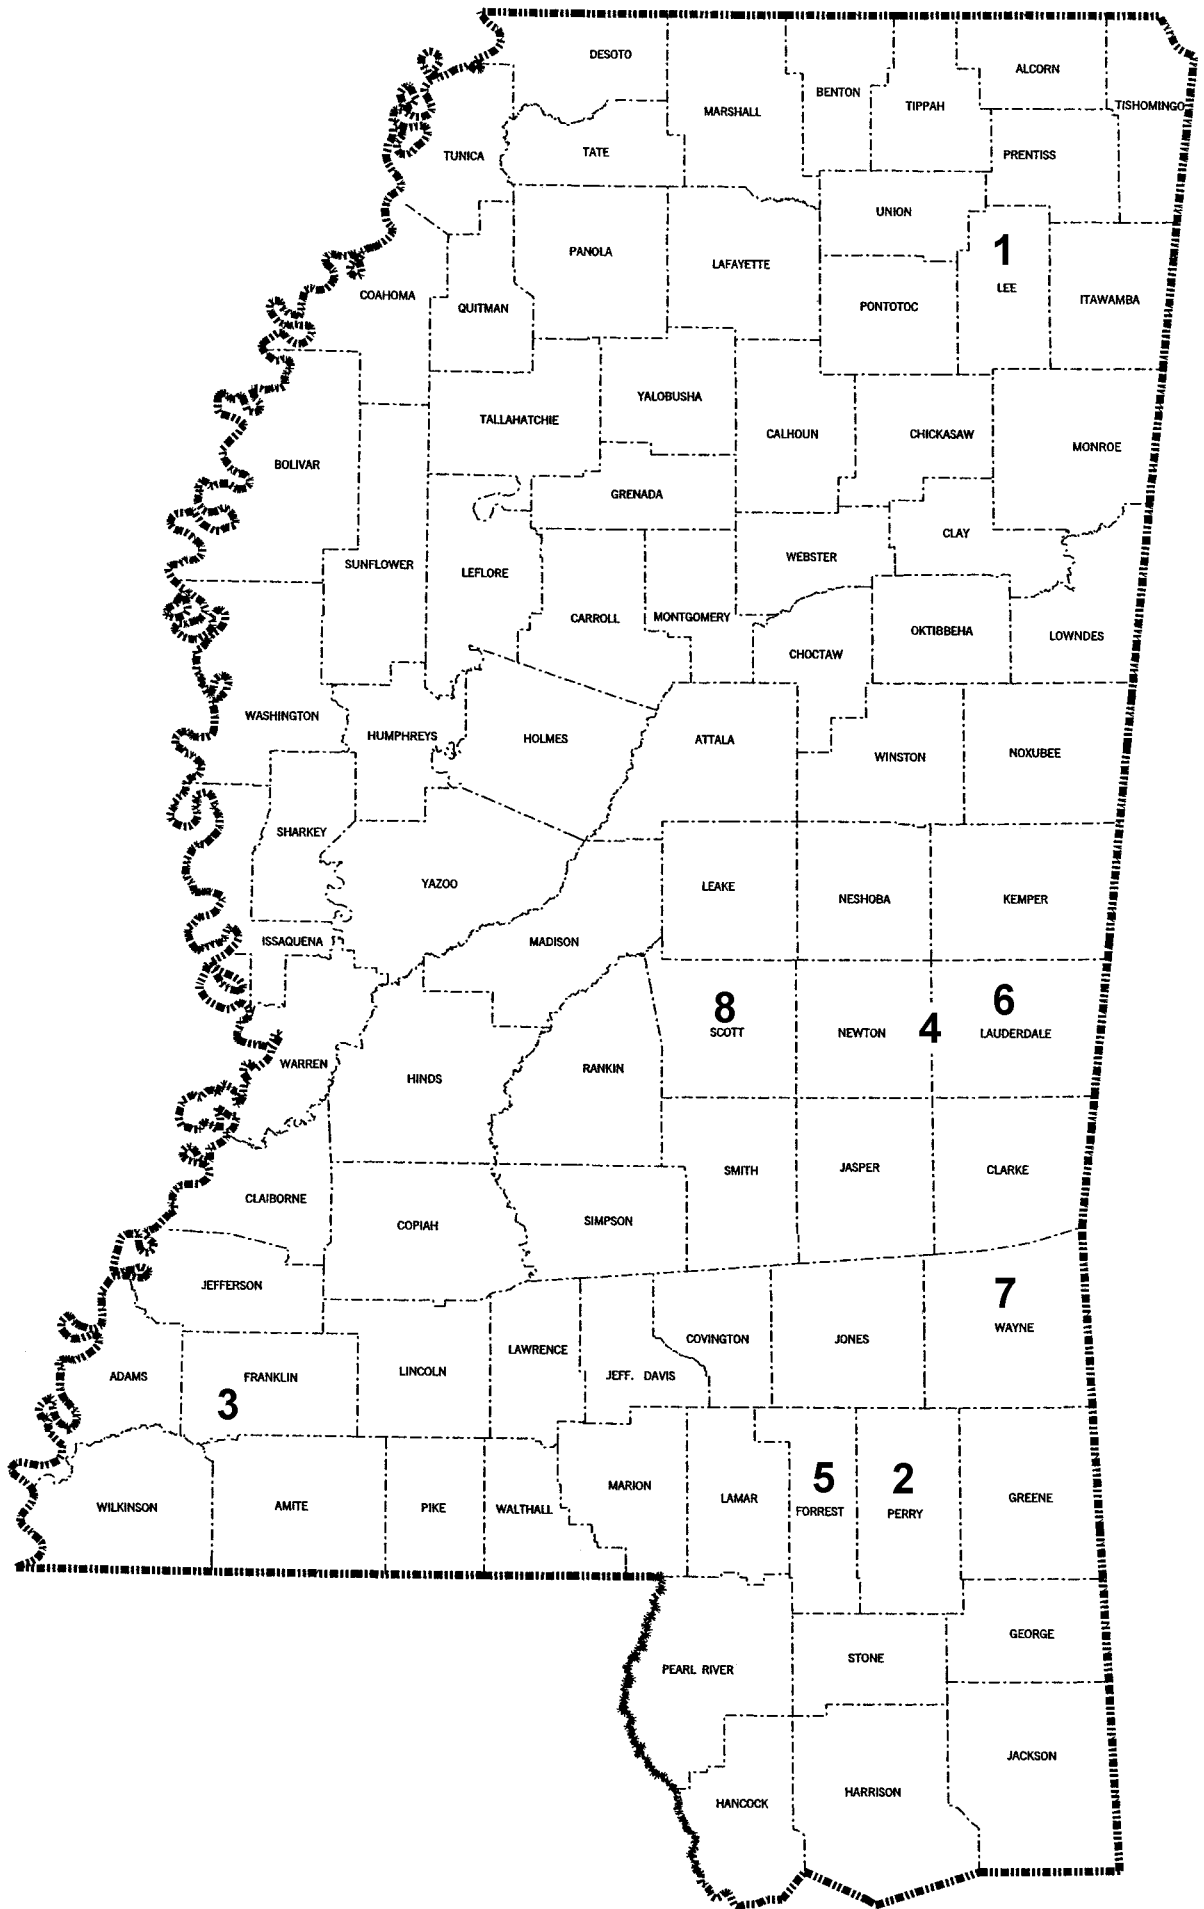 DESOTO
ALCORN
BENTON
TISHOMINGO
MARSHALL
TIPPAH
TUNICA
TATE
PRENTISS
UNION
1
PANOLA
LAFAYETTE
LEE
COAHOMA
QUITMAN
PONTOTOC
ITAWAMBA
YALOBUSHA
TALLAHATCHIE
CALHOUN
CHICKASAW
MONROE
BOLIVAR
GRENADA
CLAY
WEBSTER
SUNFLOWER
LEFLORE
CARROLL
MONTGOMERY
OKTIBBEHA
LOWNDES
CHOCTAW
WASHINGTON
HUMPHREYS
HOLMES
ATTALA
WINSTON
NOXUBEE
SHARKEY
YAZOO
LEAKE
NESHOBA
KEMPER
ISSAQUENA
MADISON
8
6
SCOTT
NEWTON
4
LAUDERDALE
WARREN
HINDS
RANKIN
SMITH
JASPER
CLARKE
CLAIBORNE
COPIAH
SIMPSON
JEFFERSON
7
WAYNE
COVINGTON
JONES
LAWRENCE
LINCOLN
ADAMS
FRANKLIN
JEFF. DAVIS
3
5
2
WILKINSON
AMITE
PIKE
WALTHALL
MARION
LAMAR
FORREST
PERRY
GREENE
GEORGE
STONE
PEARL RIVER
JACKSON
HARRISON
HANCOCK